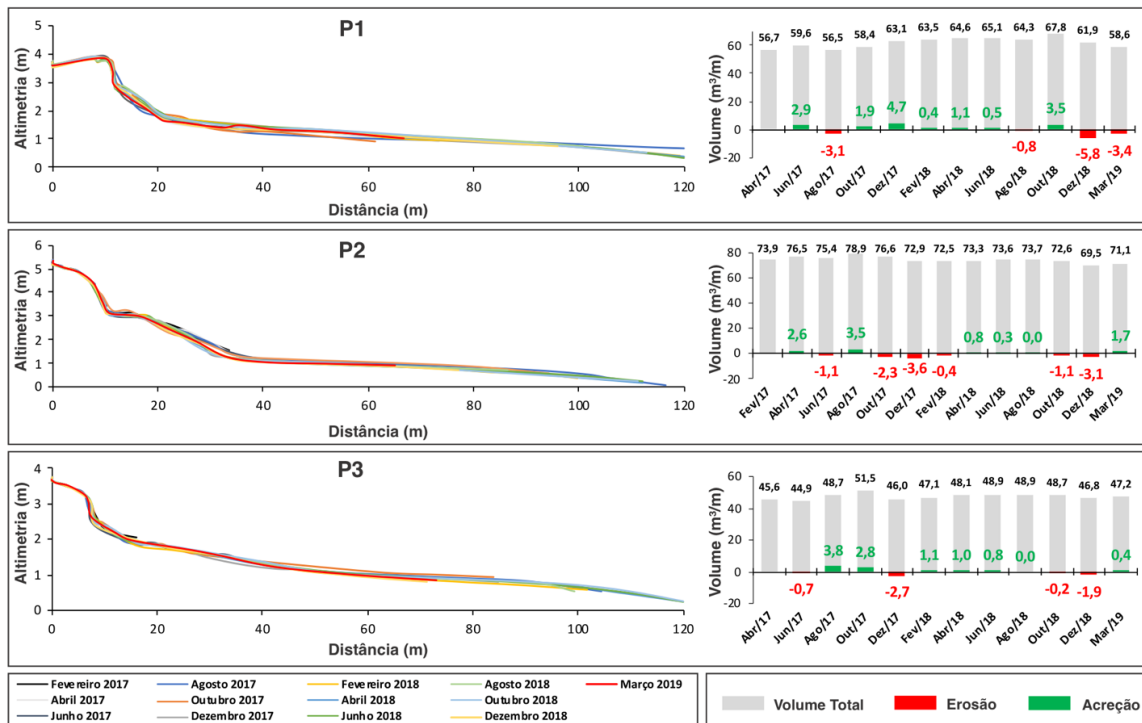 P1
Altimetria (m)
5
4
3
2
1
0
0 20 40 60 80 100 120
Distância (m)
Volume (m³/m)
60
40
20
0
-20
56,7 59,6 56,5 58,4 63,1 63,5 64,6 65,1 64,3 67,8 61,9 58,6
2,9 -3,1 1,9 4,7 0,4 1,1 0,5 -0,8 3,5 -5,8 -3,4
Abr/17 Jun/17 Ago/17 Out/17 Dez/17 Fev/18 Abr/18 Jun/18 Ago/18 Out/18 Dez/18 Mar/19
P2
Altimetria (m)
6
5
4
3
2
1
0
0 20 40 60 80 100 120
Distância (m)
Volume (m³/m)
80
60
40
20
0
-20
73,9 76,5 75,4 78,9 76,6 72,9 72,5 73,3 73,6 73,7 72,6 69,5 71,1
2,6 -1,1 3,5 -2,3 -3,6 -0,4 0,8 0,3 0,0 -1,1 -3,1 1,7
Fev/17 Abr/17 Jun/17 Ago/17 Out/17 Dez/17 Fev/18 Abr/18 Jun/18 Ago/18 Out/18 Dez/18 Mar/19
P3
Altimetria (m)
4
3
2
1
0
0 20 40 60 80 100 120
Distância (m)
Volume (m³/m)
60
40
20
0
-20
45,6 44,9 48,7 51,5 46,0 47,1 48,1 48,9 48,9 48,7 46,8 47,2
-0,7 3,8 2,8 -2,7 1,1 1,0 0,8 0,0 -0,2 -1,9 0,4
Abr/17 Jun/17 Ago/17 Out/17 Dez/17 Fev/18 Abr/18 Jun/18 Ago/18 Out/18 Dez/18 Mar/19
Fevereiro 2017 Agosto 2017 Fevereiro 2018 Agosto 2018 Março 2019
Abril 2017 Outubro 2017 Abril 2018 Outubro 2018
Junho 2017 Dezembro 2017 Junho 2018 Dezembro 2018
Volume Total Erosão Acreção